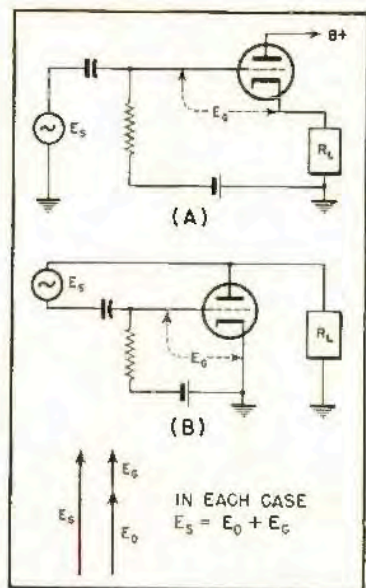 B+
E_S
E_G
R_L
(A)
E_S
E_G
R_L
(B)
E_G
E_S
E_O
IN EACH CASE
E_S = E_O + E_G